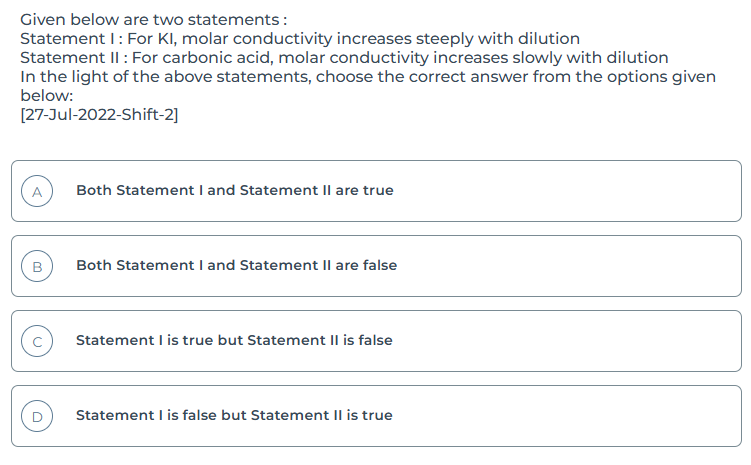 Given below are two statements :
Statement I : For KI, molar conductivity increases steeply with dilution
Statement II : For carbonic acid, molar conductivity increases slowly with dilution
In the light of the above statements, choose the correct answer from the options given
below:
[27-Jul-2022-Shift-2]
A Both Statement I and Statement II are true
B Both Statement I and Statement II are false
C Statement I is true but Statement II is false
D Statement I is false but Statement II is true